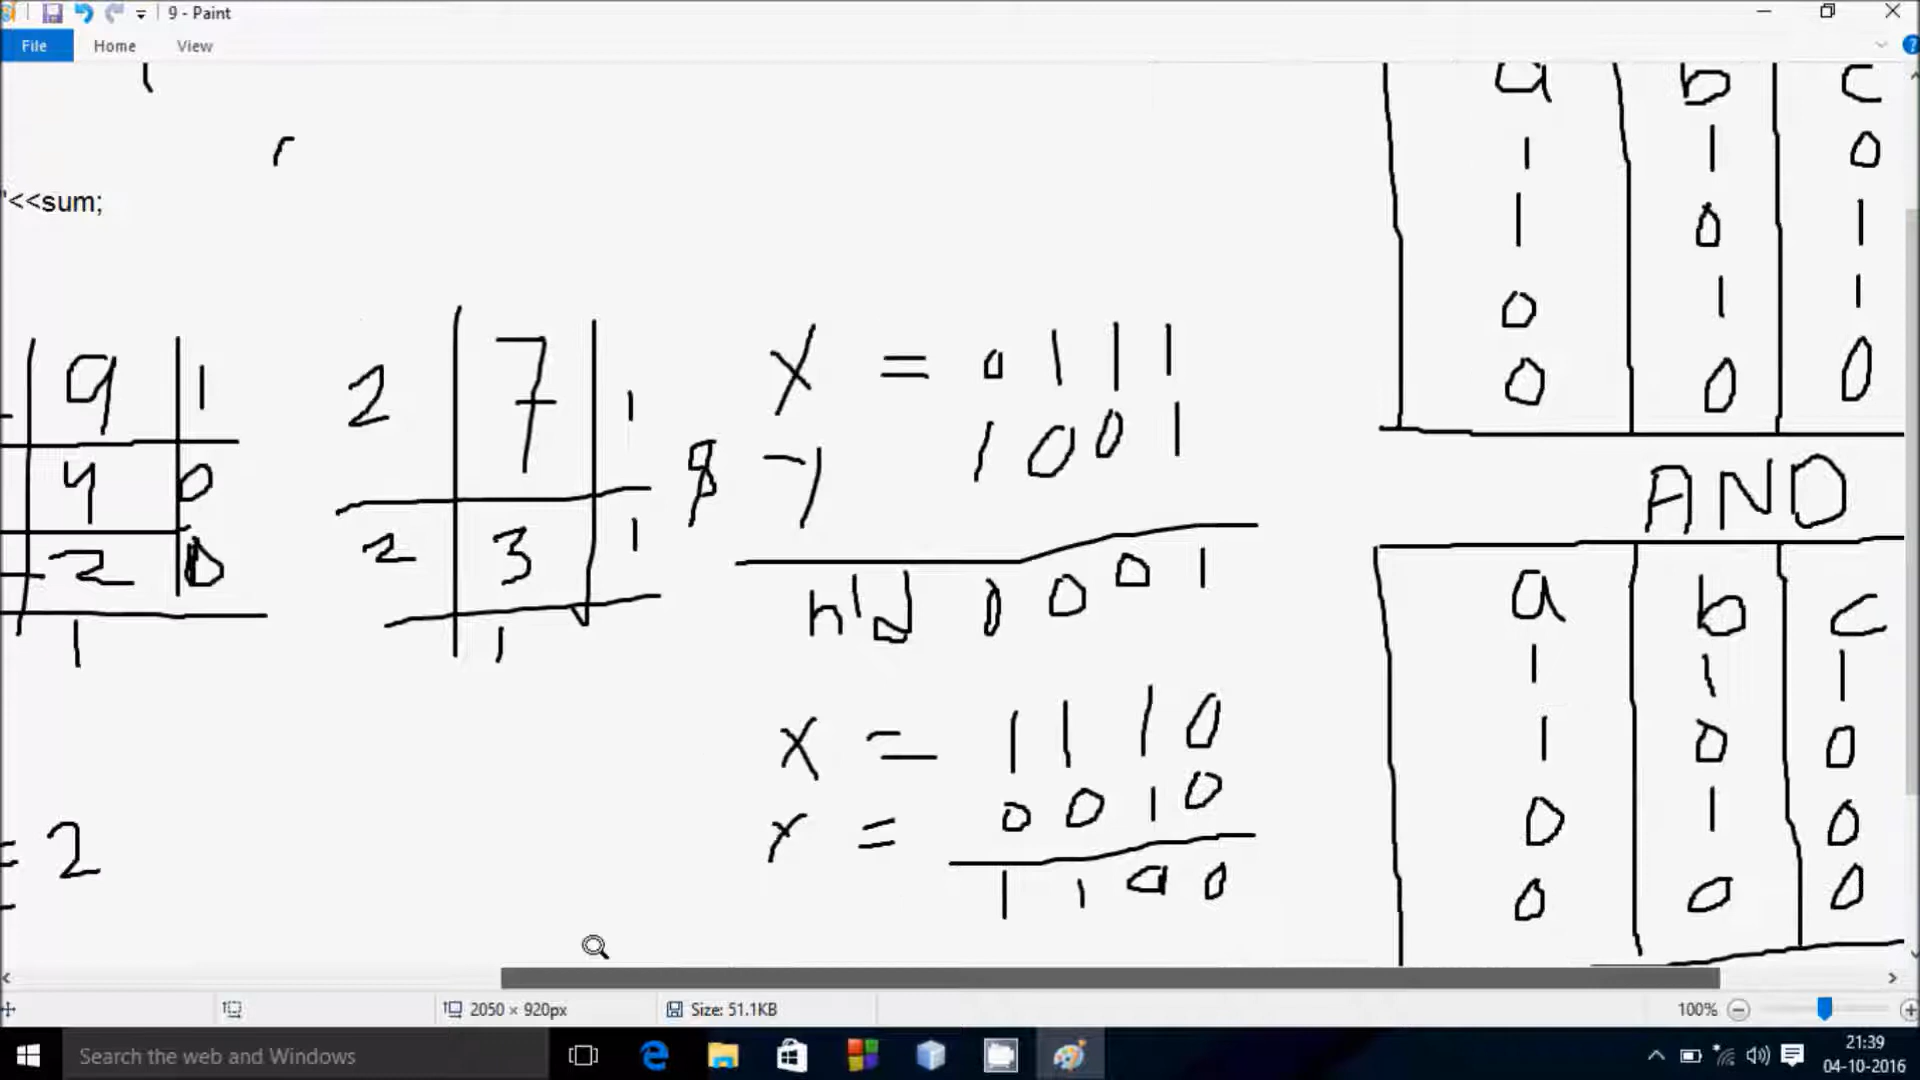 9 - Paint
File Home View
"<<sum;
9 1
4 0
2 0
1
2 7 1
2 3 1
1
x = 0 1 1 1
& y 1 0 0 1
0 0 0 1
x = 1 1 1 0
r = 0 0 1 0
1 1 0 0
= 2
a b c
1 1 0
1 0 1
0 1 1
0 0 0
AND
a b c
1 1 1
1 0 0
0 1 0
0 0 0
2050 × 920px
Size: 51.1KB
100%
Search the web and Windows
21:39
04-10-2016